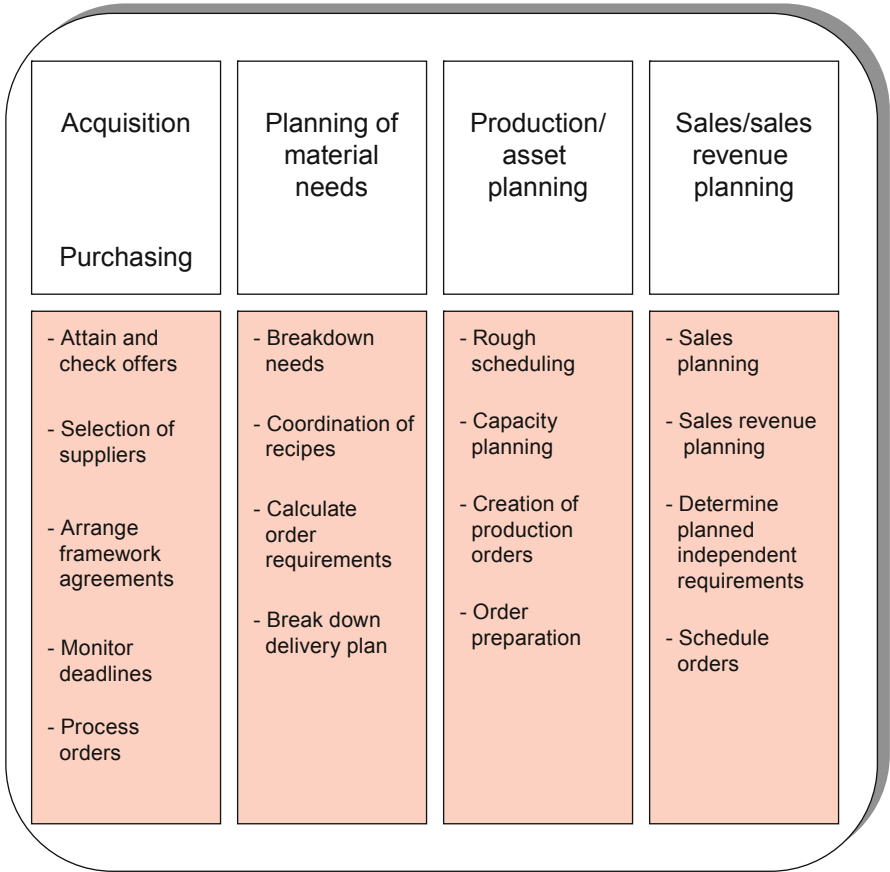 Acquisition
Purchasing
Planning of
material
needs
Production/
asset
planning
Sales/sales
revenue
planning
- Attain and
check offers
- Selection of
suppliers
- Arrange
framework
agreements
- Monitor
deadlines
- Process
orders
- Breakdown
needs
- Coordination of
recipes
- Calculate
order
requirements
- Break down
delivery plan
- Rough
scheduling
- Capacity
planning
- Creation of
production
orders
- Order
preparation
- Sales
planning
- Sales revenue
planning
- Determine
planned
independent
requirements
- Schedule
orders